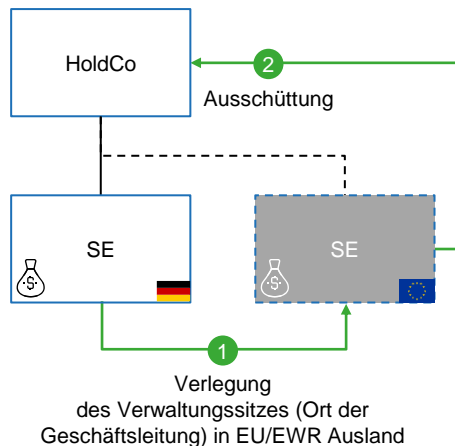 2
HoldCo
Ausschüttung
SE
SE
$
$
1
Verlegung
des Verwaltungssitzes (Ort der
Geschäftsleitung) in EU/EWR Ausland